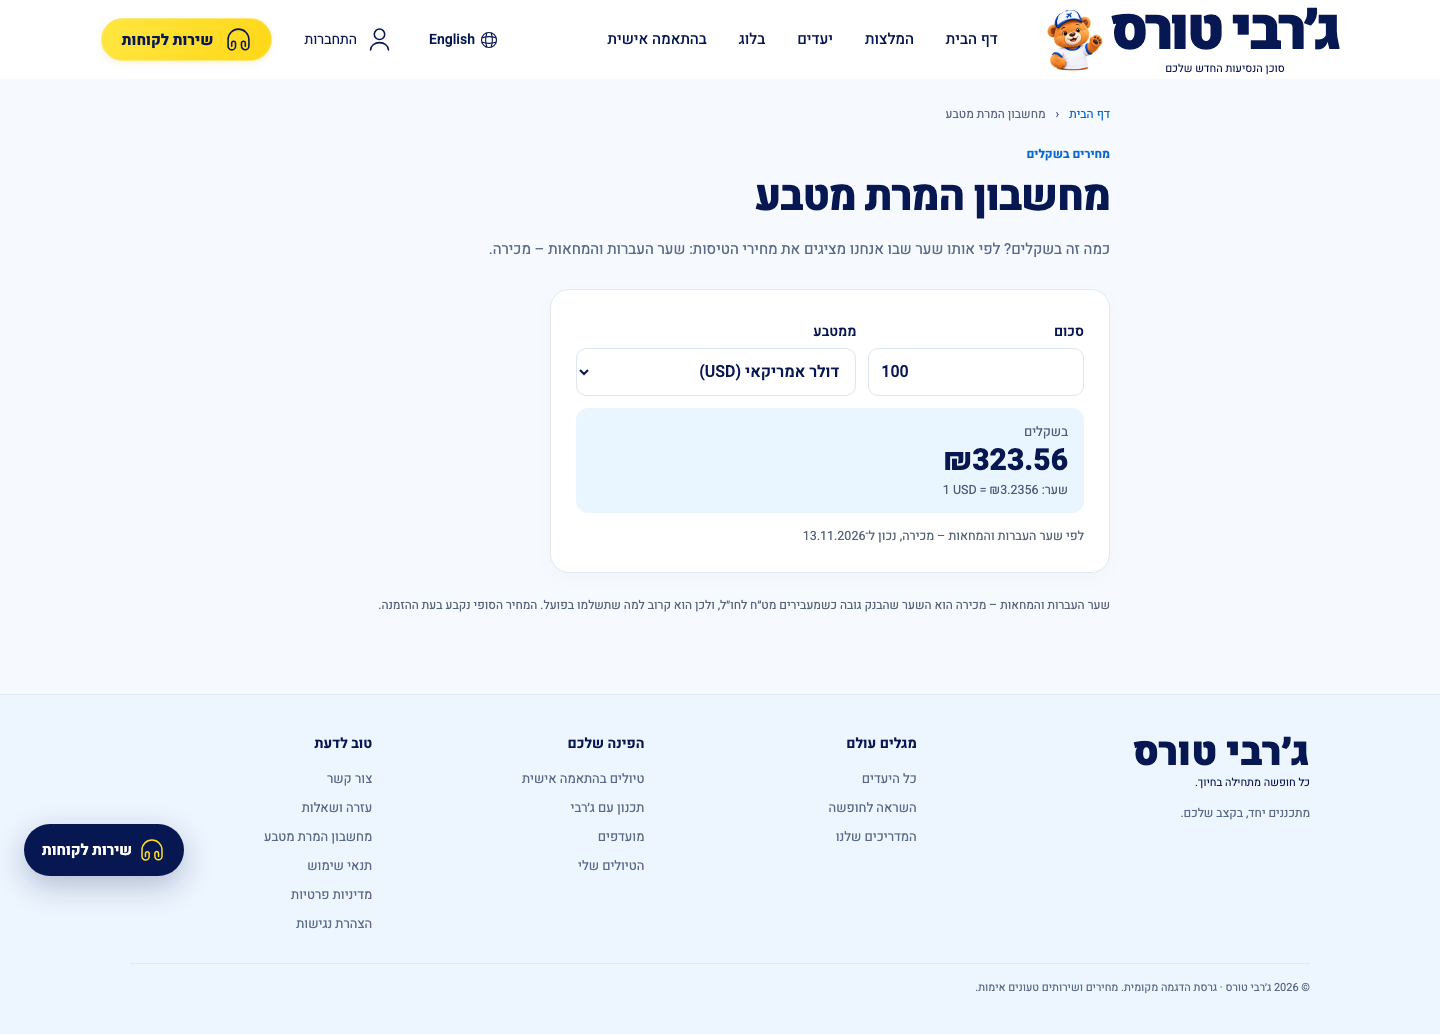 ג׳רבי טורס
סוכן הנסיעות החדש שלכם
דף הבית
המלצות
יעדים
בלוג
בהתאמה אישית
English
התחברות
שירות לקוחות
דף הבית ‹ מחשבון המרת מטבע
מחירים בשקלים
מחשבון המרת מטבע
כמה זה בשקלים? לפי אותו שער שבו אנחנו מציגים את מחירי הטיסות: שער העברות והמחאות – מכירה.
סכום
ממטבע
100
דולר אמריקאי (USD)
בשקלים
₪323.56
שער: 1 USD = ₪3.2356
לפי שער העברות והמחאות – מכירה, נכון ל־13.11.2026
שער העברות והמחאות – מכירה הוא השער שהבנק גובה כשמעבירים מט״ח לחו״ל, ולכן הוא קרוב למה שתשלמו בפועל. המחיר הסופי נקבע בעת ההזמנה.
ג׳רבי טורס
כל חופשה מתחילה בחיוך.
מתכננים יחד, בקצב שלכם.
מגלים עולם
כל היעדים
השראה לחופשה
המדריכים שלנו
הפינה שלכם
טיולים בהתאמה אישית
תכנון עם ג׳רבי
מועדפים
הטיולים שלי
טוב לדעת
צור קשר
עזרה ושאלות
מחשבון המרת מטבע
תנאי שימוש
מדיניות פרטיות
הצהרת נגישות
שירות לקוחות
© 2026 ג׳רבי טורס · גרסת הדגמה מקומית. מחירים ושירותים טעונים אימות.